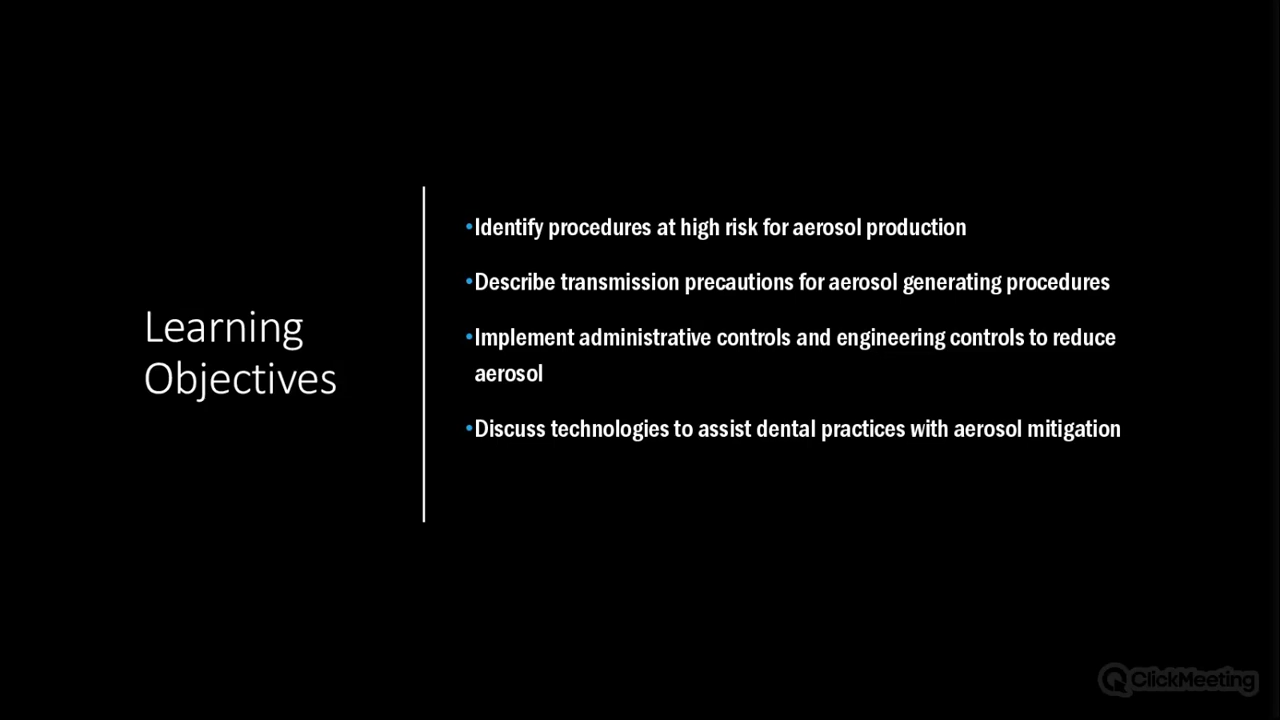 Learning
Objectives
•Identify procedures at high risk for aerosol production
•Describe transmission precautions for aerosol generating procedures
•Implement administrative controls and engineering controls to reduce
aerosol
•Discuss technologies to assist dental practices with aerosol mitigation
ClickMeeting